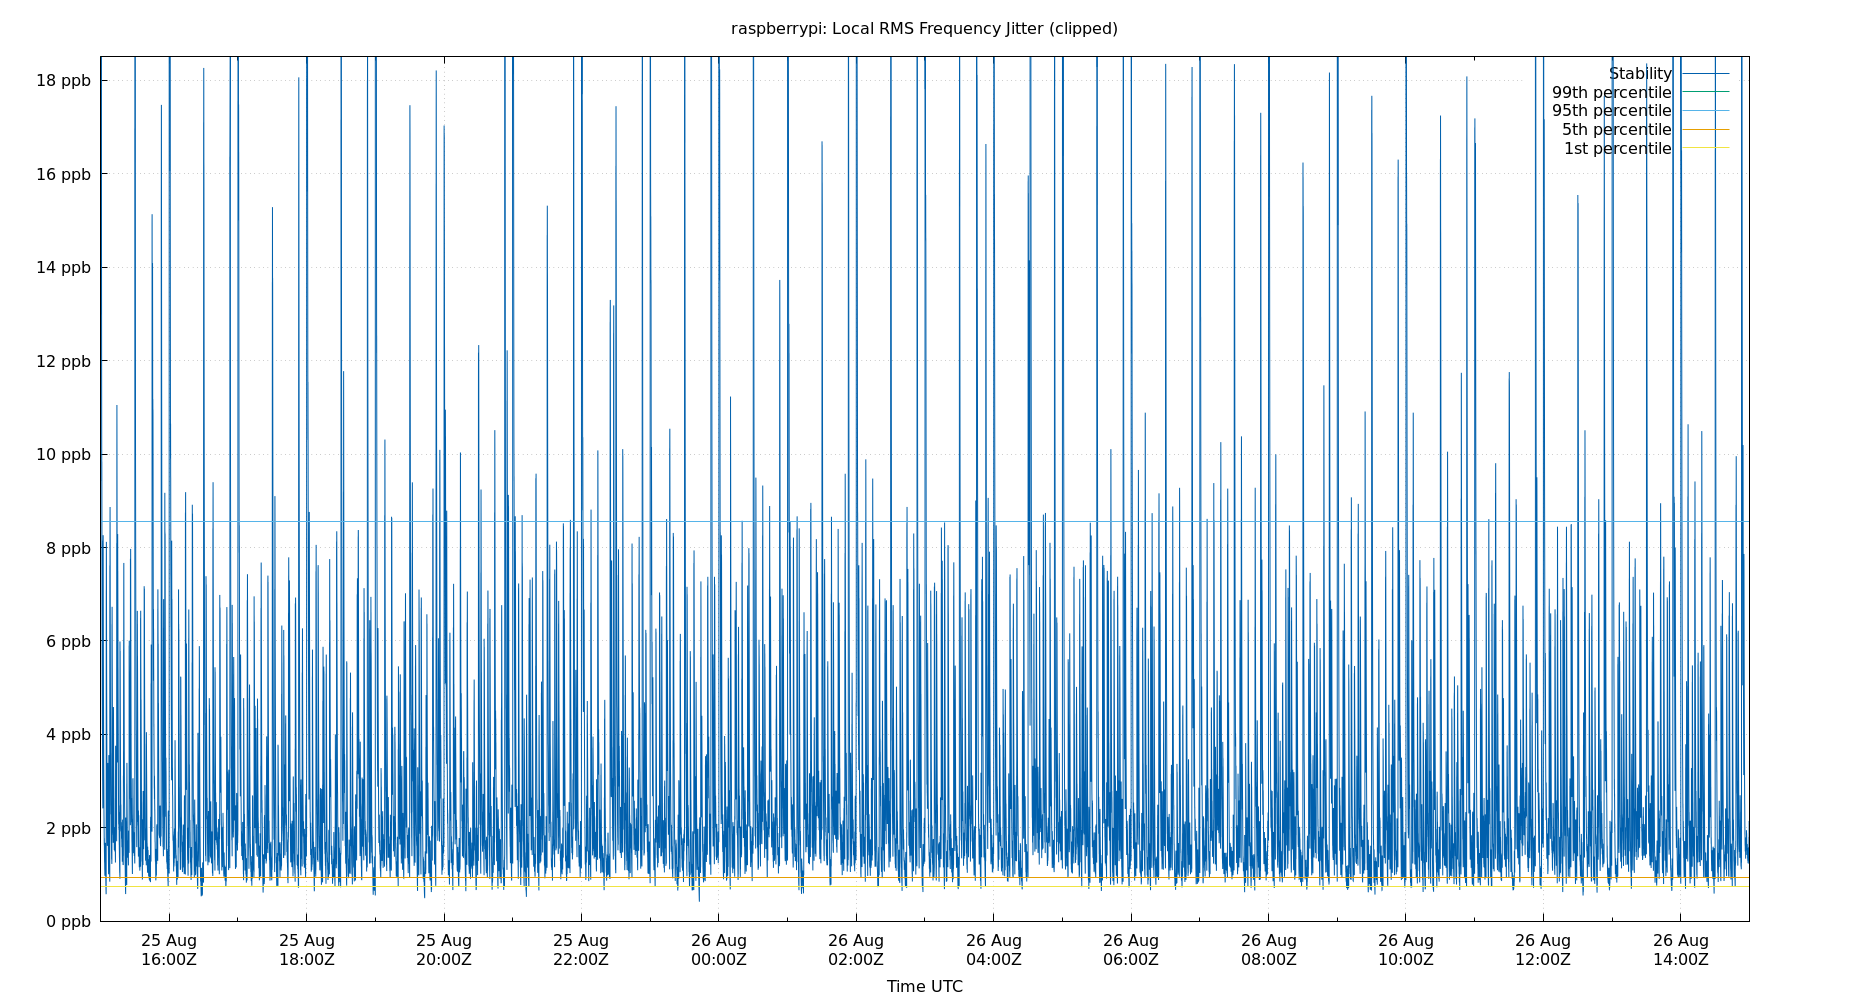 raspberrypi: Local RMS Frequency Jitter (clipped)
18 ppb
16 ppb
14 ppb
12 ppb
10 ppb
8 ppb
6 ppb
4 ppb
2 ppb
0 ppb
Stability
99th percentile
95th percentile
5th percentile
1st percentile
25 Aug
16:00Z
25 Aug
18:00Z
25 Aug
20:00Z
25 Aug
22:00Z
26 Aug
00:00Z
26 Aug
02:00Z
26 Aug
04:00Z
26 Aug
06:00Z
26 Aug
08:00Z
26 Aug
10:00Z
26 Aug
12:00Z
26 Aug
14:00Z
Time UTC